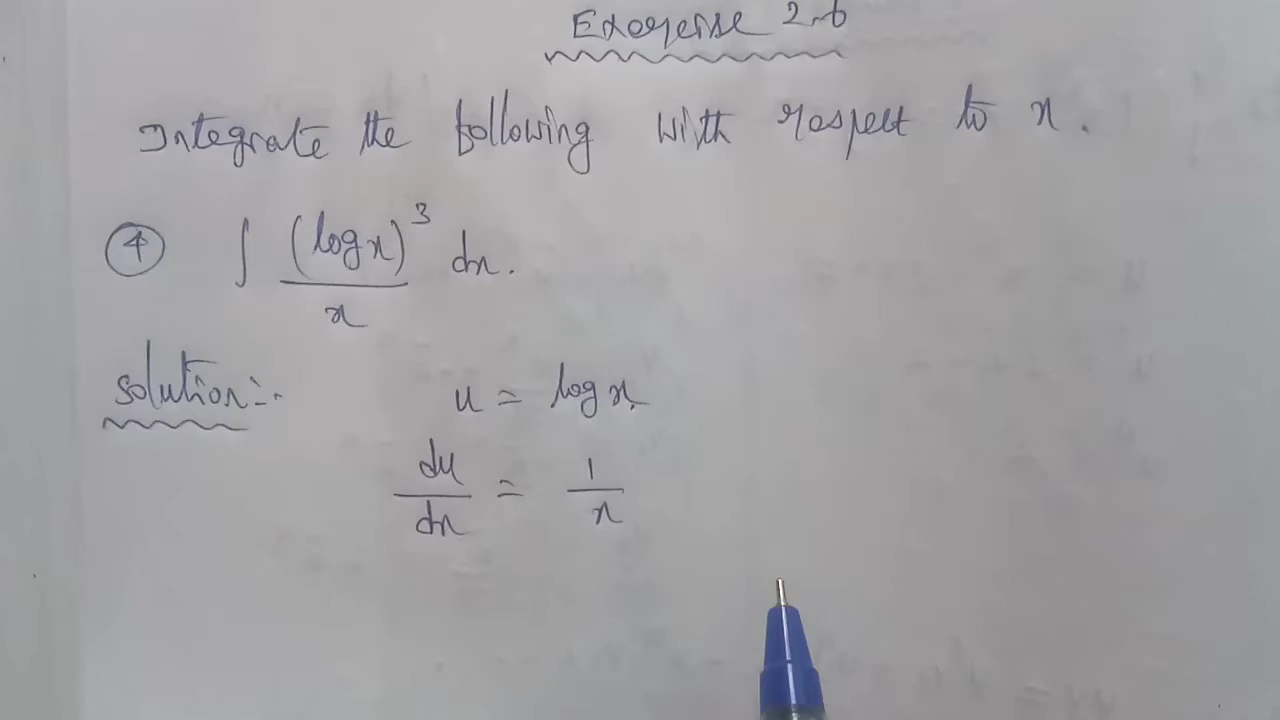 Exercise 2.6
Integrate the following with respect to x.
④ ∫ (log x)³ / x dx.
Solution:-
u = log x.
du/dx = 1/x